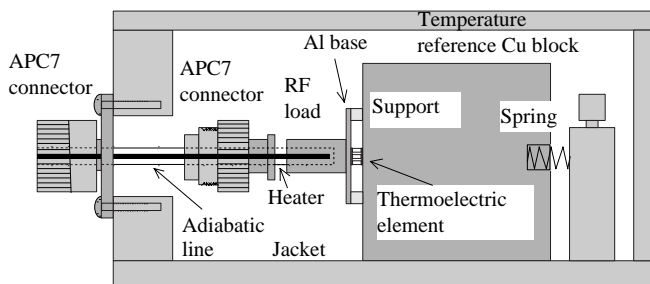 Temperature
reference Cu block
Al base
APC7
connector
APC7
connector
RF
load
Support
Spring
Heater
Thermoelectric
element
Adiabatic
line
Jacket